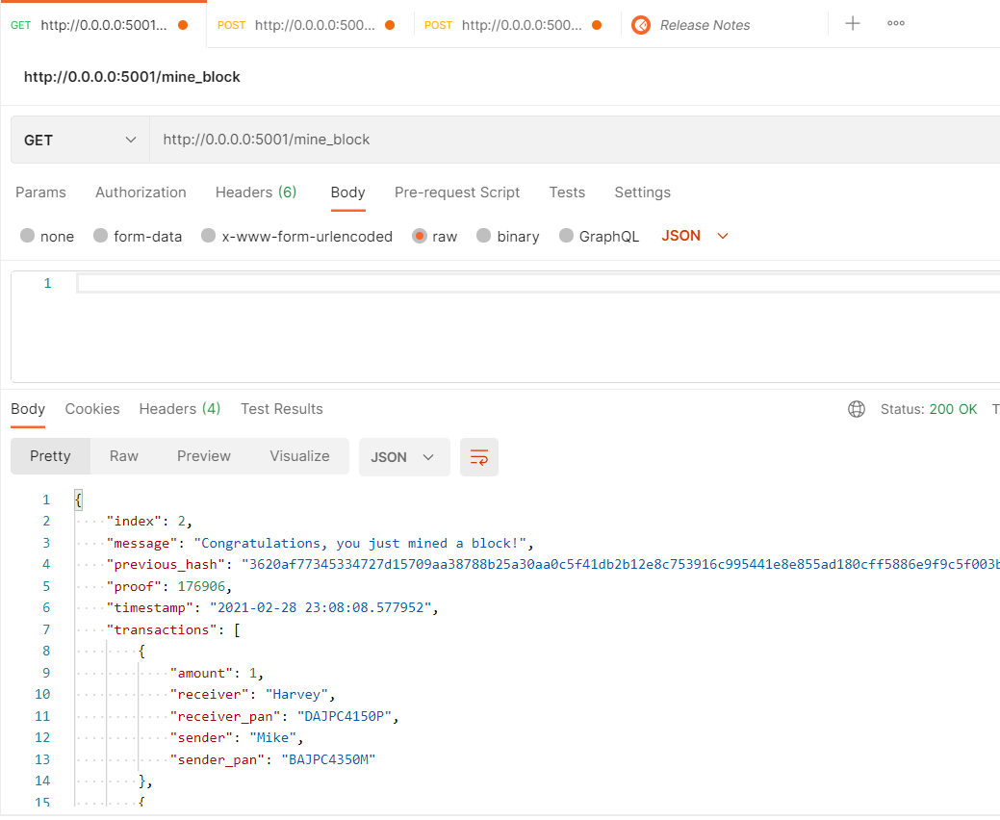 GET http://0.0.0.0:5001... POST http://0.0.0.0:500... POST http://0.0.0.0:500... Release Notes + ooo
http://0.0.0.0:5001/mine_block
GET http://0.0.0.0:5001/mine_block
Params Authorization Headers (6) Body Pre-request Script Tests Settings
none form-data x-www-form-urlencoded raw binary GraphQL JSON
1
Body Cookies Headers (4) Test Results Status: 200 OK T
Pretty Raw Preview Visualize JSON
1 {
2 "index": 2,
3 "message": "Congratulations, you just mined a block!",
4 "previous_hash": "3620af77345334727d15709aa38788b25a30aa0c5f41db2b12e8c753916c995441e8e855ad180cff5886e9f9c5f003b
5 "proof": 176906,
6 "timestamp": "2021-02-28 23:08:08.577952",
7 "transactions": [
8 {
9 "amount": 1,
10 "receiver": "Harvey",
11 "receiver_pan": "DAJPC4150P",
12 "sender": "Mike",
13 "sender_pan": "BAJPC4350M"
14 },
15 {